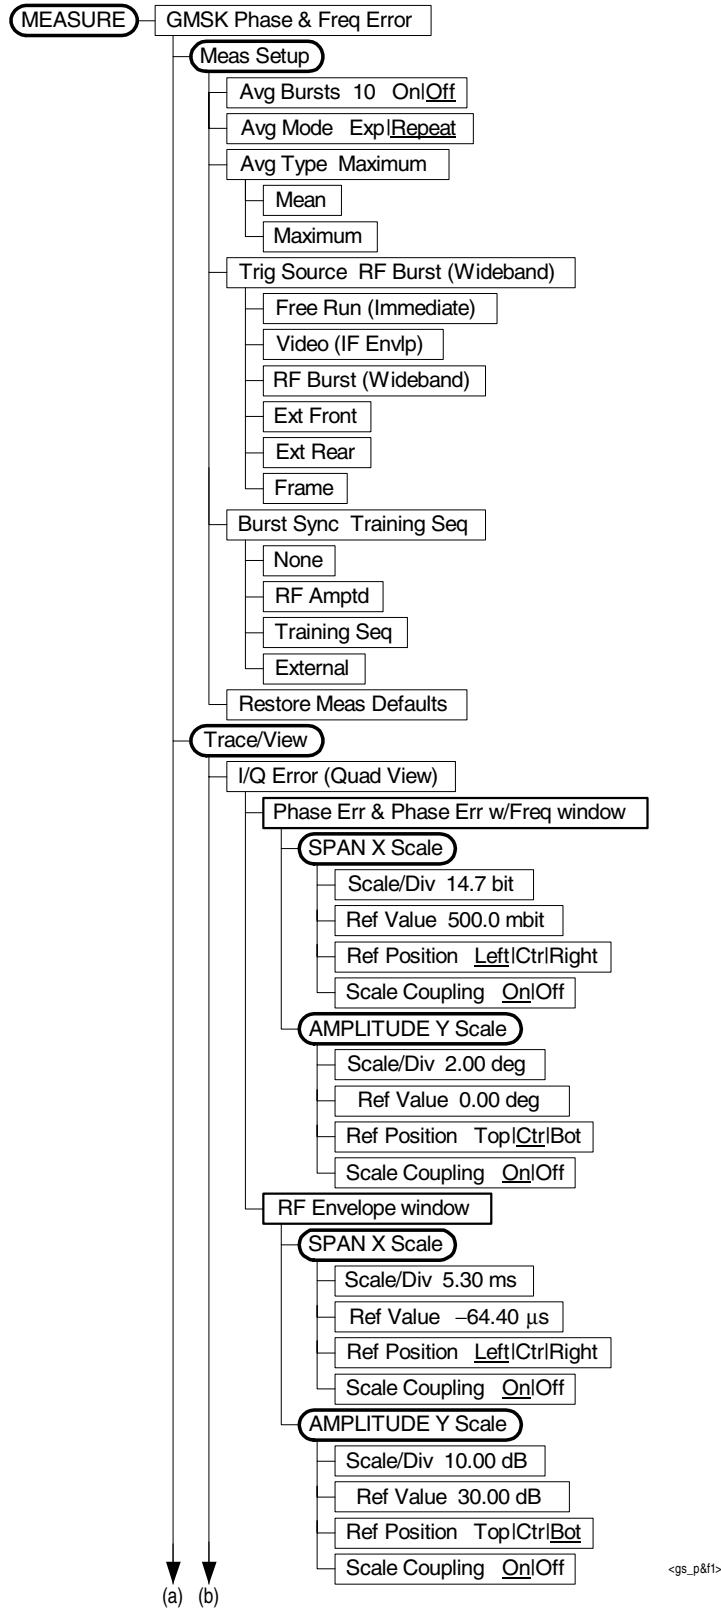 MEASURE GMSK Phase & Freq Error
Meas Setup
Avg Bursts 10 On|Off
Avg Mode Exp|Repeat
Avg Type Maximum
Mean
Maximum
Trig Source RF Burst (Wideband)
Free Run (Immediate)
Video (IF Envlp)
RF Burst (Wideband)
Ext Front
Ext Rear
Frame
Burst Sync Training Seq
None
RF Amptd
Training Seq
External
Restore Meas Defaults
Trace/View
I/Q Error (Quad View)
Phase Err & Phase Err w/Freq window
SPAN X Scale
Scale/Div 14.7 bit
Ref Value 500.0 mbit
Ref Position Left|Ctr|Right
Scale Coupling On|Off
AMPLITUDE Y Scale
Scale/Div 2.00 deg
Ref Value 0.00 deg
Ref Position Top|Ctr|Bot
Scale Coupling On|Off
RF Envelope window
SPAN X Scale
Scale/Div 5.30 ms
Ref Value –64.40 μs
Ref Position Left|Ctr|Right
Scale Coupling On|Off
AMPLITUDE Y Scale
Scale/Div 10.00 dB
Ref Value 30.00 dB
Ref Position Top|Ctr|Bot
Scale Coupling On|Off
<gs_p&f1>
(a) (b)